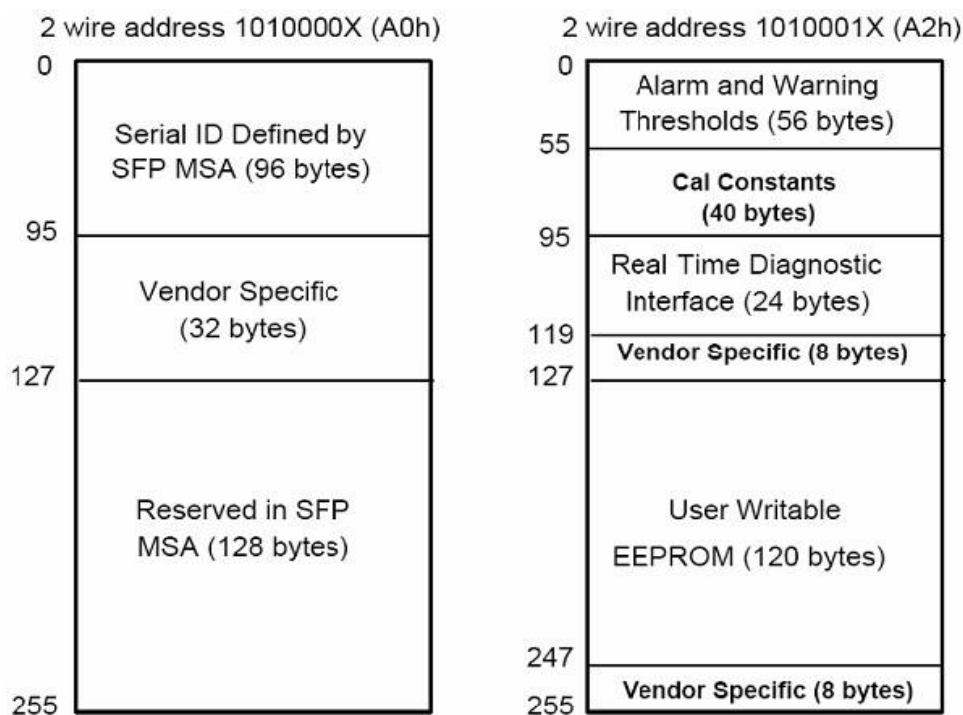 2 wire address 1010000X (A0h)
0
Serial ID Defined by
SFP MSA (96 bytes)
95
Vendor Specific
(32 bytes)
127
Reserved in SFP
MSA (128 bytes)
255
2 wire address 1010001X (A2h)
0
Alarm and Warning
Thresholds (56 bytes)
55
Cal Constants
(40 bytes)
95
Real Time Diagnostic
Interface (24 bytes)
119
Vendor Specific (8 bytes)
127
User Writable
EEPROM (120 bytes)
247
Vendor Specific (8 bytes)
255